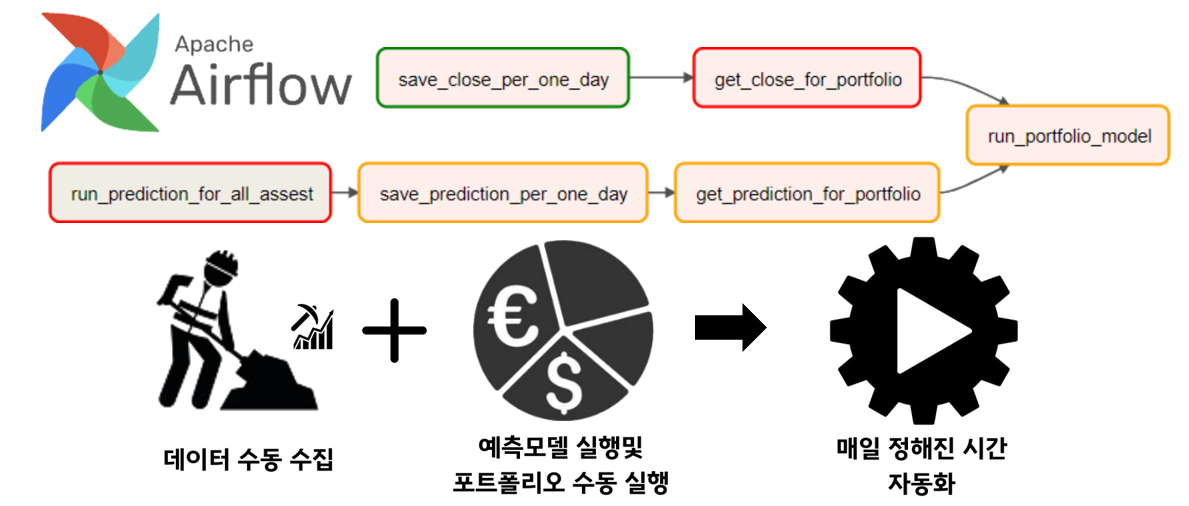 Apache
Airflow
save_close_per_one_day
get_close_for_portfolio
run_portfolio_model
run_prediction_for_all_assest
save_prediction_per_one_day
get_prediction_for_portfolio
€
$
데이터 수동 수집
예측모델 실행및
포트폴리오 수동 실행
매일 정해진 시간
자동화